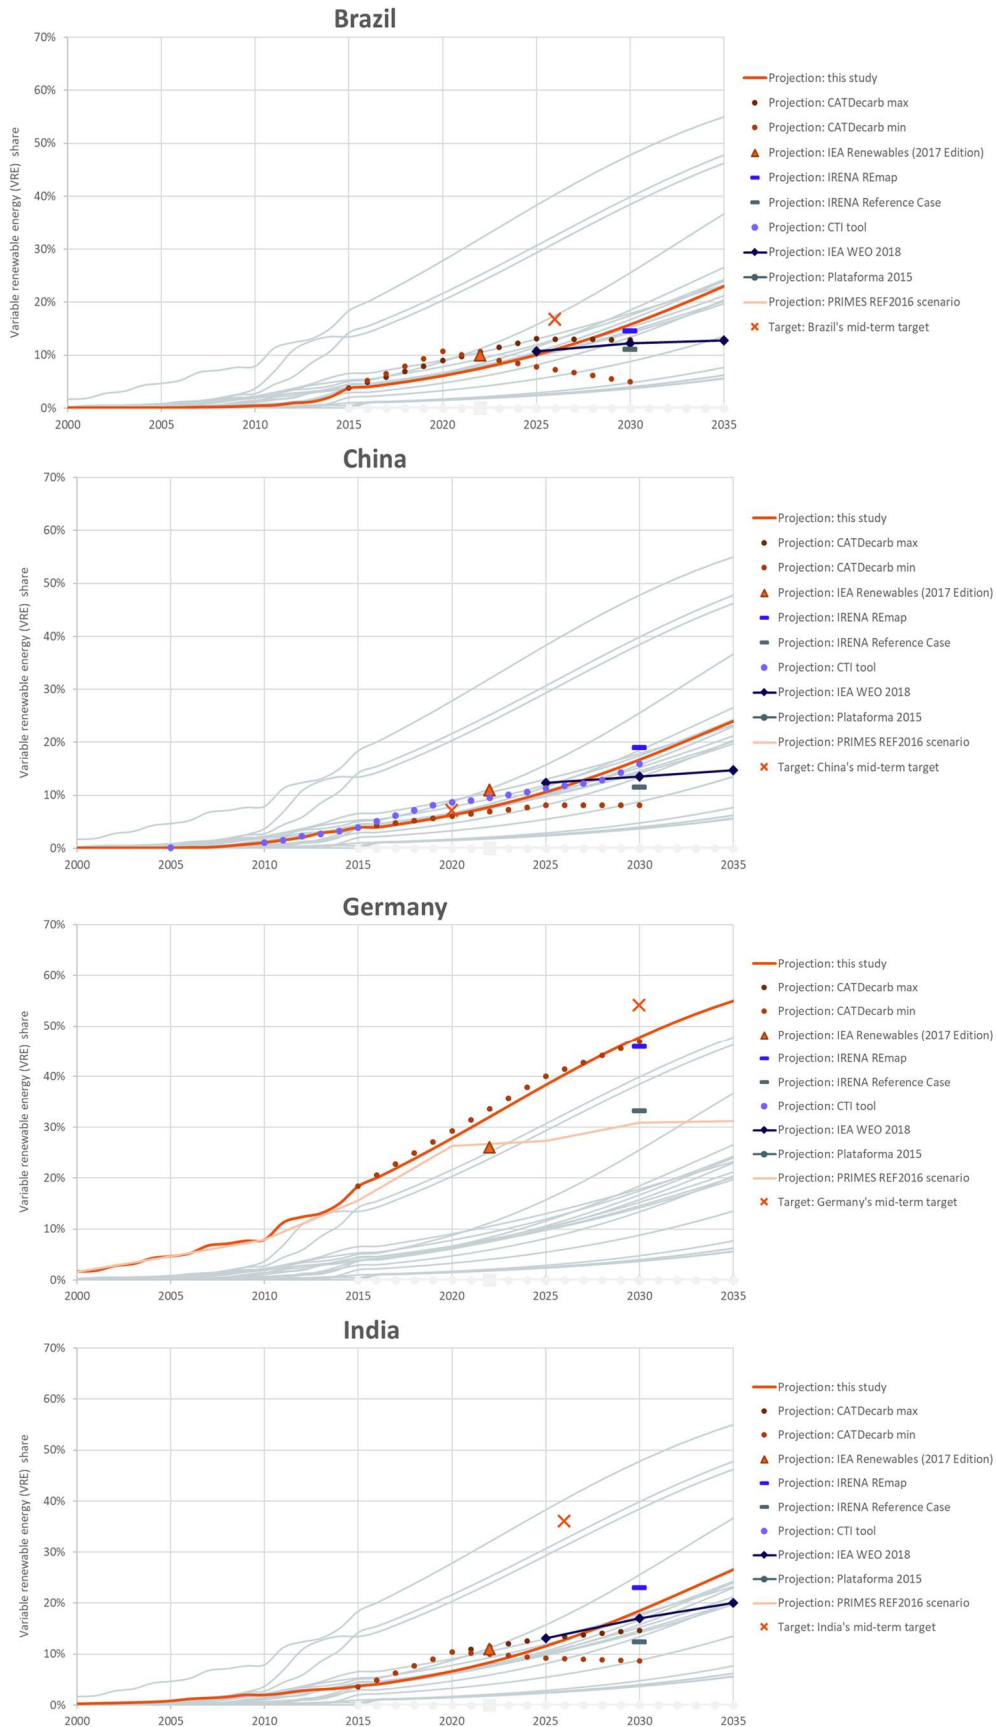 Brazil
Variable renewable energy (VRE) share
70%
60%
50%
40%
30%
20%
10%
0%
2000 2005 2010 2015 2020 2025 2030 2035
Projection: this study
Projection: CATDecarb max
Projection: CATDecarb min
Projection: IEA Renewables (2017 Edition)
Projection: IRENA REmap
Projection: IRENA Reference Case
Projection: CTI tool
Projection: IEA WEO 2018
Projection: Plataforma 2015
Projection: PRIMES REF2016 scenario
Target: Brazil's mid-term target
China
Variable renewable energy (VRE) share
70%
60%
50%
40%
30%
20%
10%
0%
2000 2005 2010 2015 2020 2025 2030 2035
Projection: this study
Projection: CATDecarb max
Projection: CATDecarb min
Projection: IEA Renewables (2017 Edition)
Projection: IRENA REmap
Projection: IRENA Reference Case
Projection: CTI tool
Projection: IEA WEO 2018
Projection: Plataforma 2015
Projection: PRIMES REF2016 scenario
Target: China's mid-term target
Germany
Variable renewable energy (VRE) share
70%
60%
50%
40%
30%
20%
10%
0%
2000 2005 2010 2015 2020 2025 2030 2035
Projection: this study
Projection: CATDecarb max
Projection: CATDecarb min
Projection: IEA Renewables (2017 Edition)
Projection: IRENA REmap
Projection: IRENA Reference Case
Projection: CTI tool
Projection: IEA WEO 2018
Projection: Plataforma 2015
Projection: PRIMES REF2016 scenario
Target: Germany's mid-term target
India
Variable renewable energy (VRE) share
70%
60%
50%
40%
30%
20%
10%
0%
2000 2005 2010 2015 2020 2025 2030 2035
Projection: this study
Projection: CATDecarb max
Projection: CATDecarb min
Projection: IEA Renewables (2017 Edition)
Projection: IRENA REmap
Projection: IRENA Reference Case
Projection: CTI tool
Projection: IEA WEO 2018
Projection: Plataforma 2015
Projection: PRIMES REF2016 scenario
Target: India's mid-term target